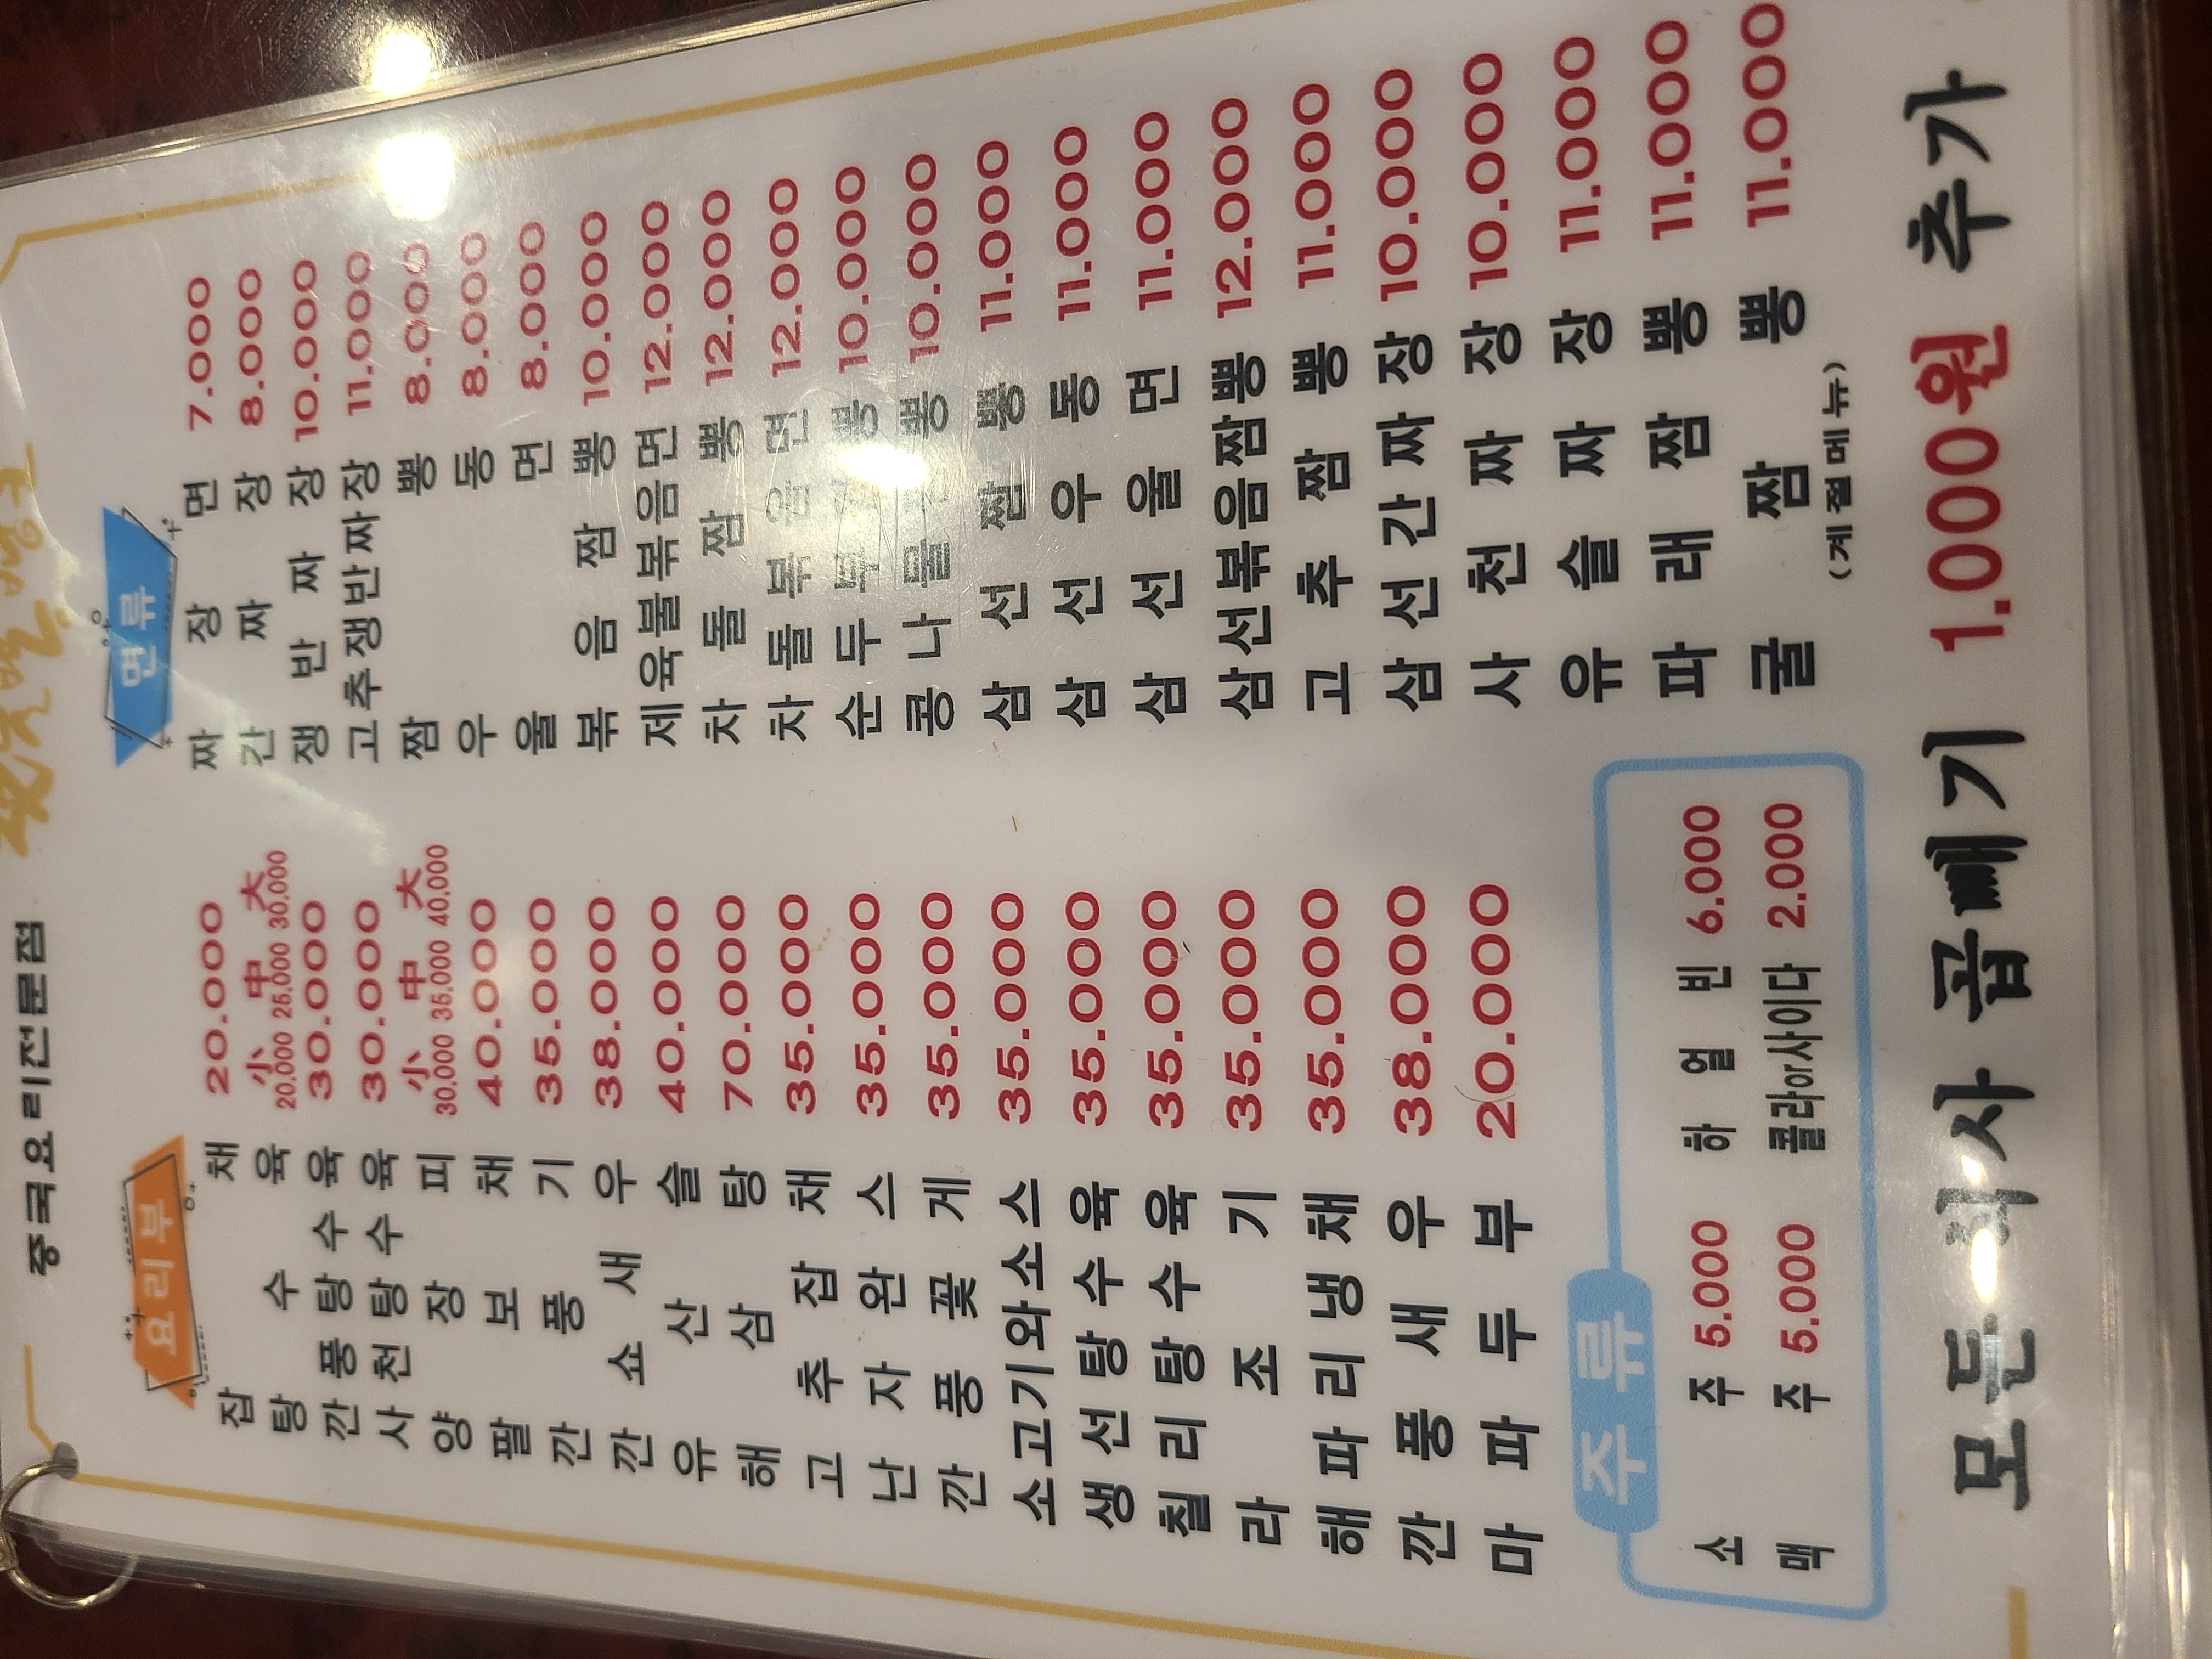 중국요리전문점
요리부
잡채 20.000
小 中 大
탕수육 20,000 25,000 30,000
깐풍탕수육 30.000
사천탕수육 30.000
小 中 大
양장피 30,000 35,000 40,000
팔보채 40.000
깐풍기 35.000
깐쇼새우 38.000
유산슬 40.000
해삼탕 70.000
고추잡채 35.000
난자완스 35.000
깐풍꽃게 35.000
소고기와소스 35.000
생선탕수육 35.000
칠리탕수육 35.000
라조기 35.000
해파리냉채 35.000
깐풍새우 38.000
마파두부 20.000
주류
소주 5.000 하얼빈 6.000
맥주 5.000 콜라or사이다 2.000
면류
짜장면 7.000
간짜장 8.000
쟁반짜장 10.000
고추쟁반짜장 11.000
짬뽕 8.000
우동 8.000
울면 8.000
볶음짬뽕 10.000
제육불볶음면 12.000
차돌짬뽕 12.000
차돌볶음면 12.000
순두부짬뽕 10.000
콩나물짬뽕 10.000
삼선짬뽕 11.000
삼선우동 11.000
삼선울면 11.000
삼선볶음짬뽕 12.000
고추짬뽕 11.000
삼선간짜장 10.000
사천짜장 10.000
유슬짜장 11.000
파래짬뽕 11.000
굴짬뽕 11.000
(계절메뉴)
모든 식사 곱빼기 1.000원 추가